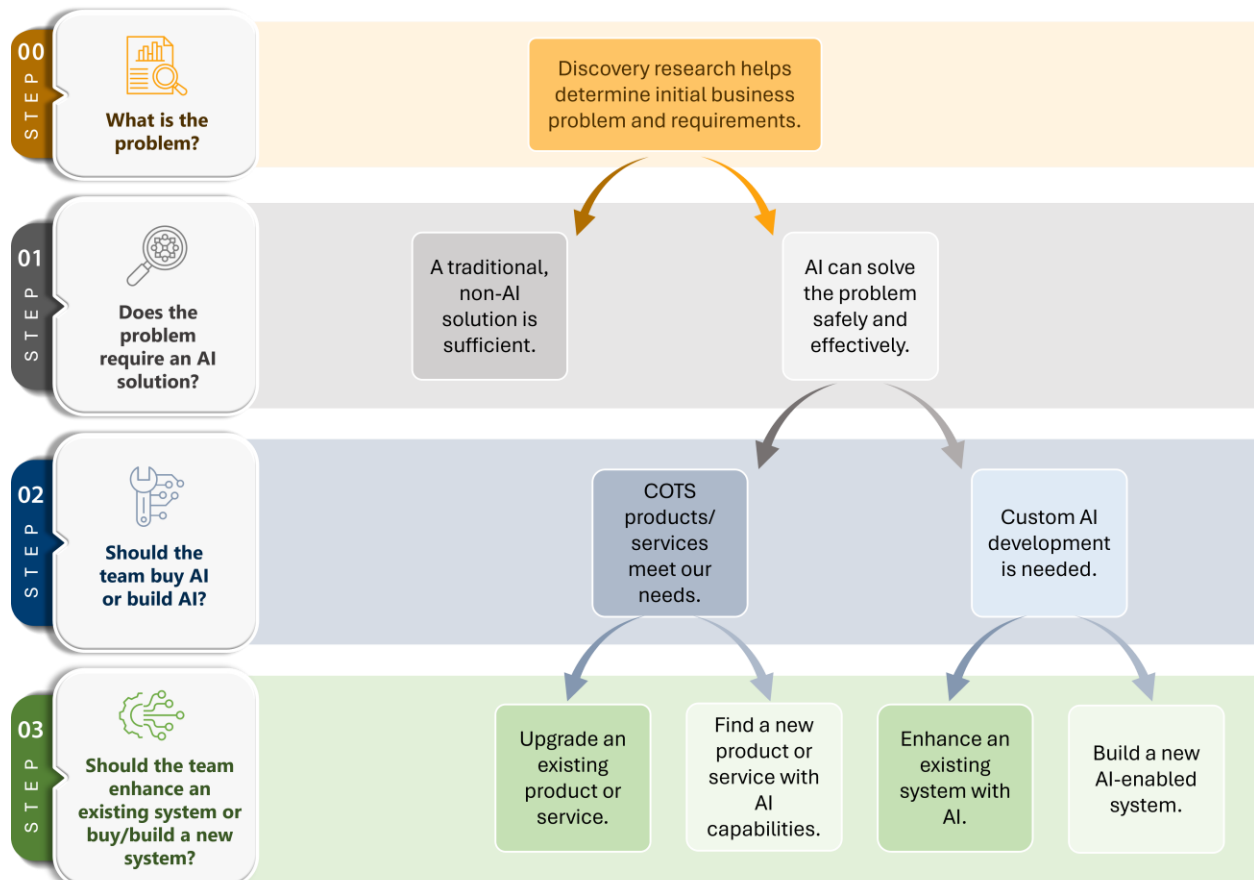 STEP 00
What is the
problem?
Discovery research helps
determine initial business
problem and requirements.
STEP 01
Does the
problem
require an AI
solution?
A traditional,
non-AI
solution is
sufficient.
AI can solve
the problem
safely and
effectively.
STEP 02
Should the
team buy AI
or build AI?
COTS
products/
services
meet our
needs.
Custom AI
development
is needed.
STEP 03
Should the team
enhance an
existing system or
buy/build a new
system?
Upgrade an
existing
product or
service.
Find a new
product or
service with
AI
capabilities.
Enhance an
existing
system with
AI.
Build a new
AI-enabled
system.